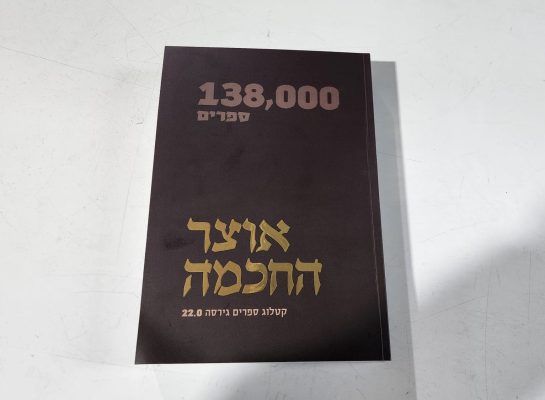 138,000
ספרים
אוצר
החכמה
קטלוג ספרים גירסה 22.0